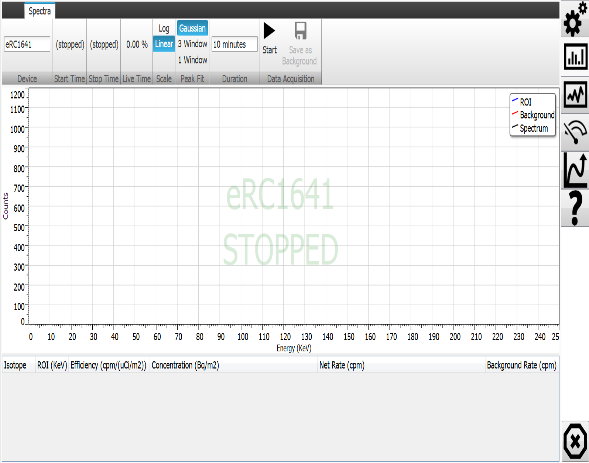 Spectra
eRC1641 (stopped) (stopped) 0.00 % Log Gaussian 10 minutes Start Save as
Linear 3 Window Background
1 Window
Device Start Time Stop Time Live Time Scale Peak Fit Duration Data Acquisition
1200
1100
1000
900
800
700
600
500
400
300
200
100
0
Counts
ROI
Background
Spectrum
eRC1641
STOPPED
0 10 20 30 40 50 60 70 80 90 100 110 120 130 140 150 160 170 180 190 200 210 220 230 240 25
Energy (KeV)
Isotope ROI (KeV) Efficiency (cpm/(uCi/m2)) Concentration (Bq/m2) Net Rate (cpm) Background Rate (cpm)
?